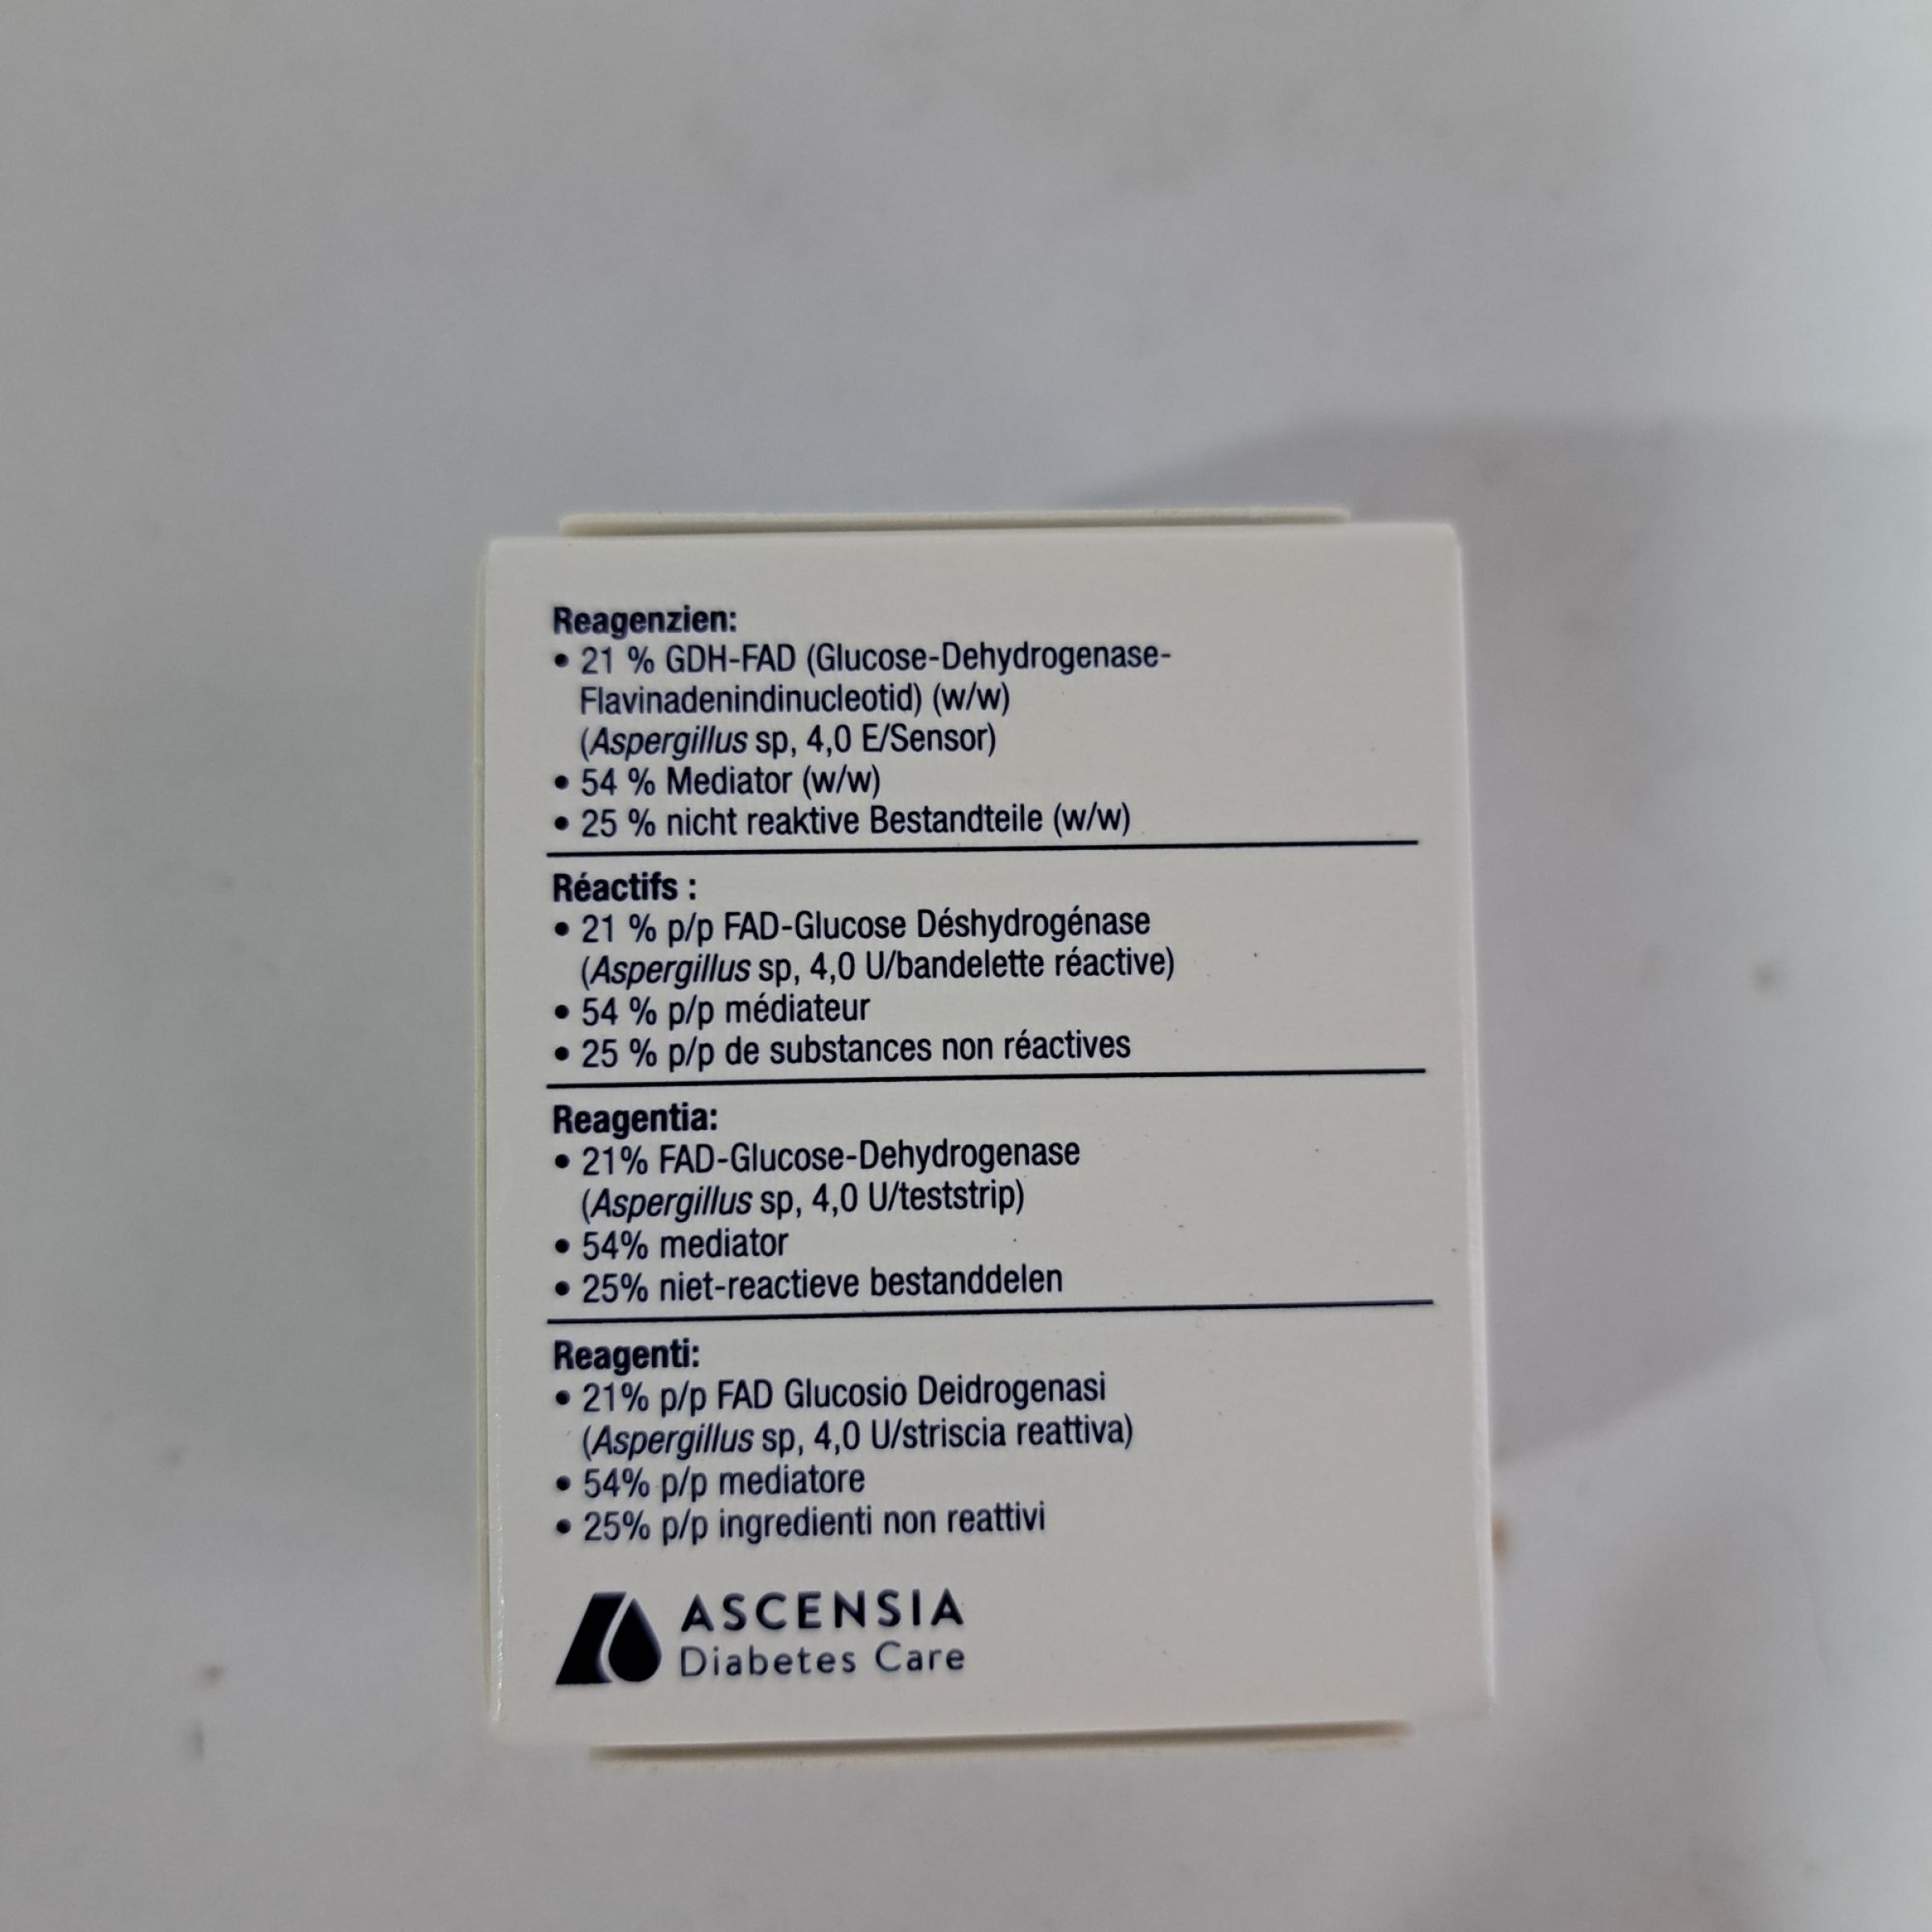 Reagenzien:
• 21 % GDH-FAD (Glucose-Dehydrogenase-
Flavinadenindinucleotid) (w/w)
(Aspergillus sp, 4,0 E/Sensor)
• 54 % Mediator (w/w)
• 25 % nicht reaktive Bestandteile (w/w)
Réactifs :
• 21 % p/p FAD-Glucose Déshydrogénase
(Aspergillus sp, 4,0 U/bandelette réactive)
• 54 % p/p médiateur
• 25 % p/p de substances non réactives
Reagentia:
• 21% FAD-Glucose-Dehydrogenase
(Aspergillus sp, 4,0 U/teststrip)
• 54% mediator
• 25% niet-reactieve bestanddelen
Reagenti:
• 21% p/p FAD Glucosio Deidrogenasi
(Aspergillus sp, 4,0 U/striscia reattiva)
• 54% p/p mediatore
• 25% p/p ingredienti non reattivi
ASCENSIA
Diabetes Care